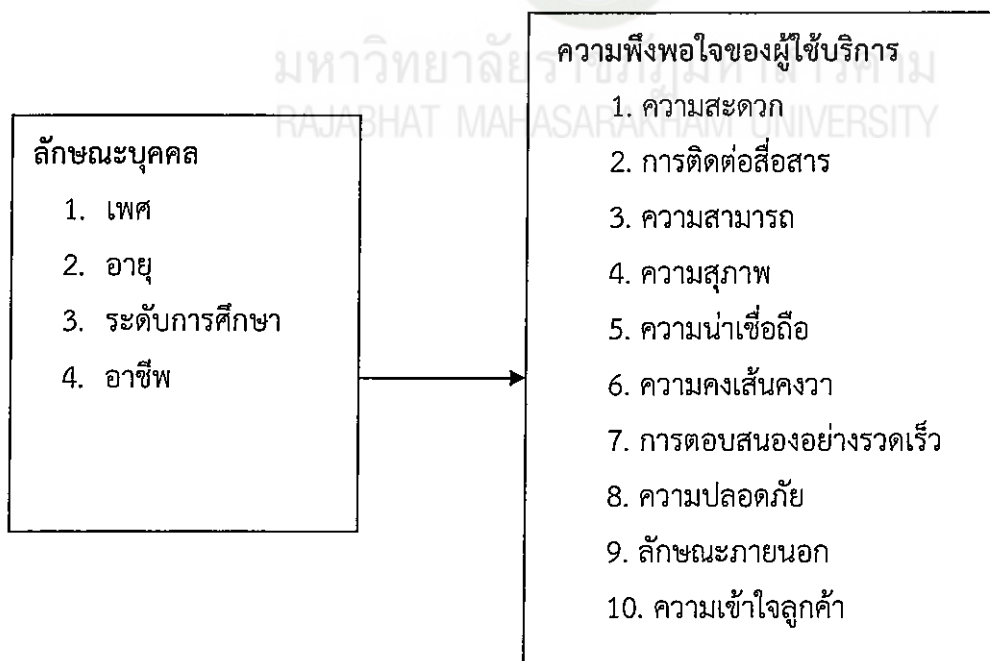 มหาวิทยาลัยราชภัฏมหาสารคาม
RAJABHAT MAHASARAKHAM UNIVERSITY
ลักษณะบุคคล
1. เพศ
2. อายุ
3. ระดับการศึกษา
4. อาชีพ
ความพึงพอใจของผู้ใช้บริการ
1. ความสะดวก
2. การติดต่อสื่อสาร
3. ความสามารถ
4. ความสุภาพ
5. ความน่าเชื่อถือ
6. ความคงเส้นคงวา
7. การตอบสนองอย่างรวดเร็ว
8. ความปลอดภัย
9. ลักษณะภายนอก
10. ความเข้าใจลูกค้า